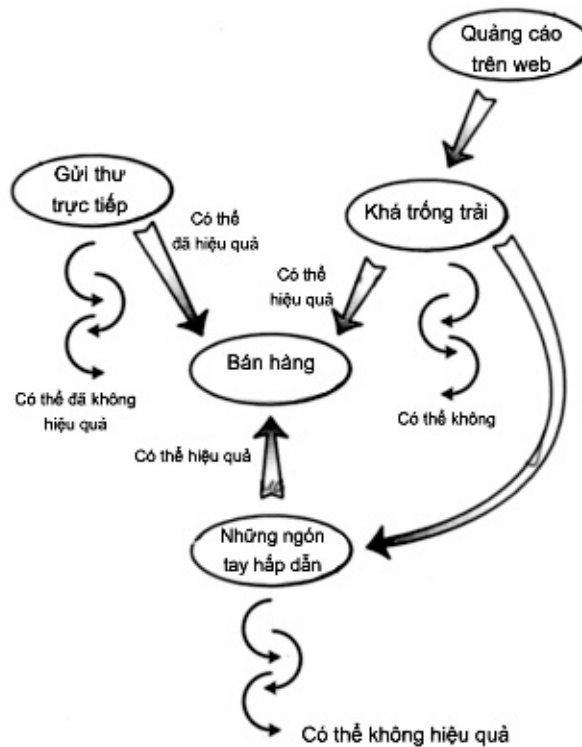 Quảng cáo
trên web
Gửi thư
trực tiếp
Khá trống trải
Có thể
đã hiệu quả
Có thể
hiệu quả
Bán hàng
Có thể đã không
hiệu quả
Có thể không
Có thể hiệu quả
Những ngón
tay hấp dẫn
Có thể không hiệu quả